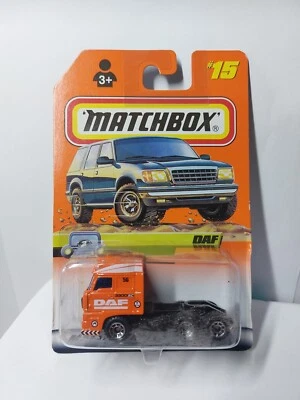 #15
3+
MATCHBOX
DAF
DAF